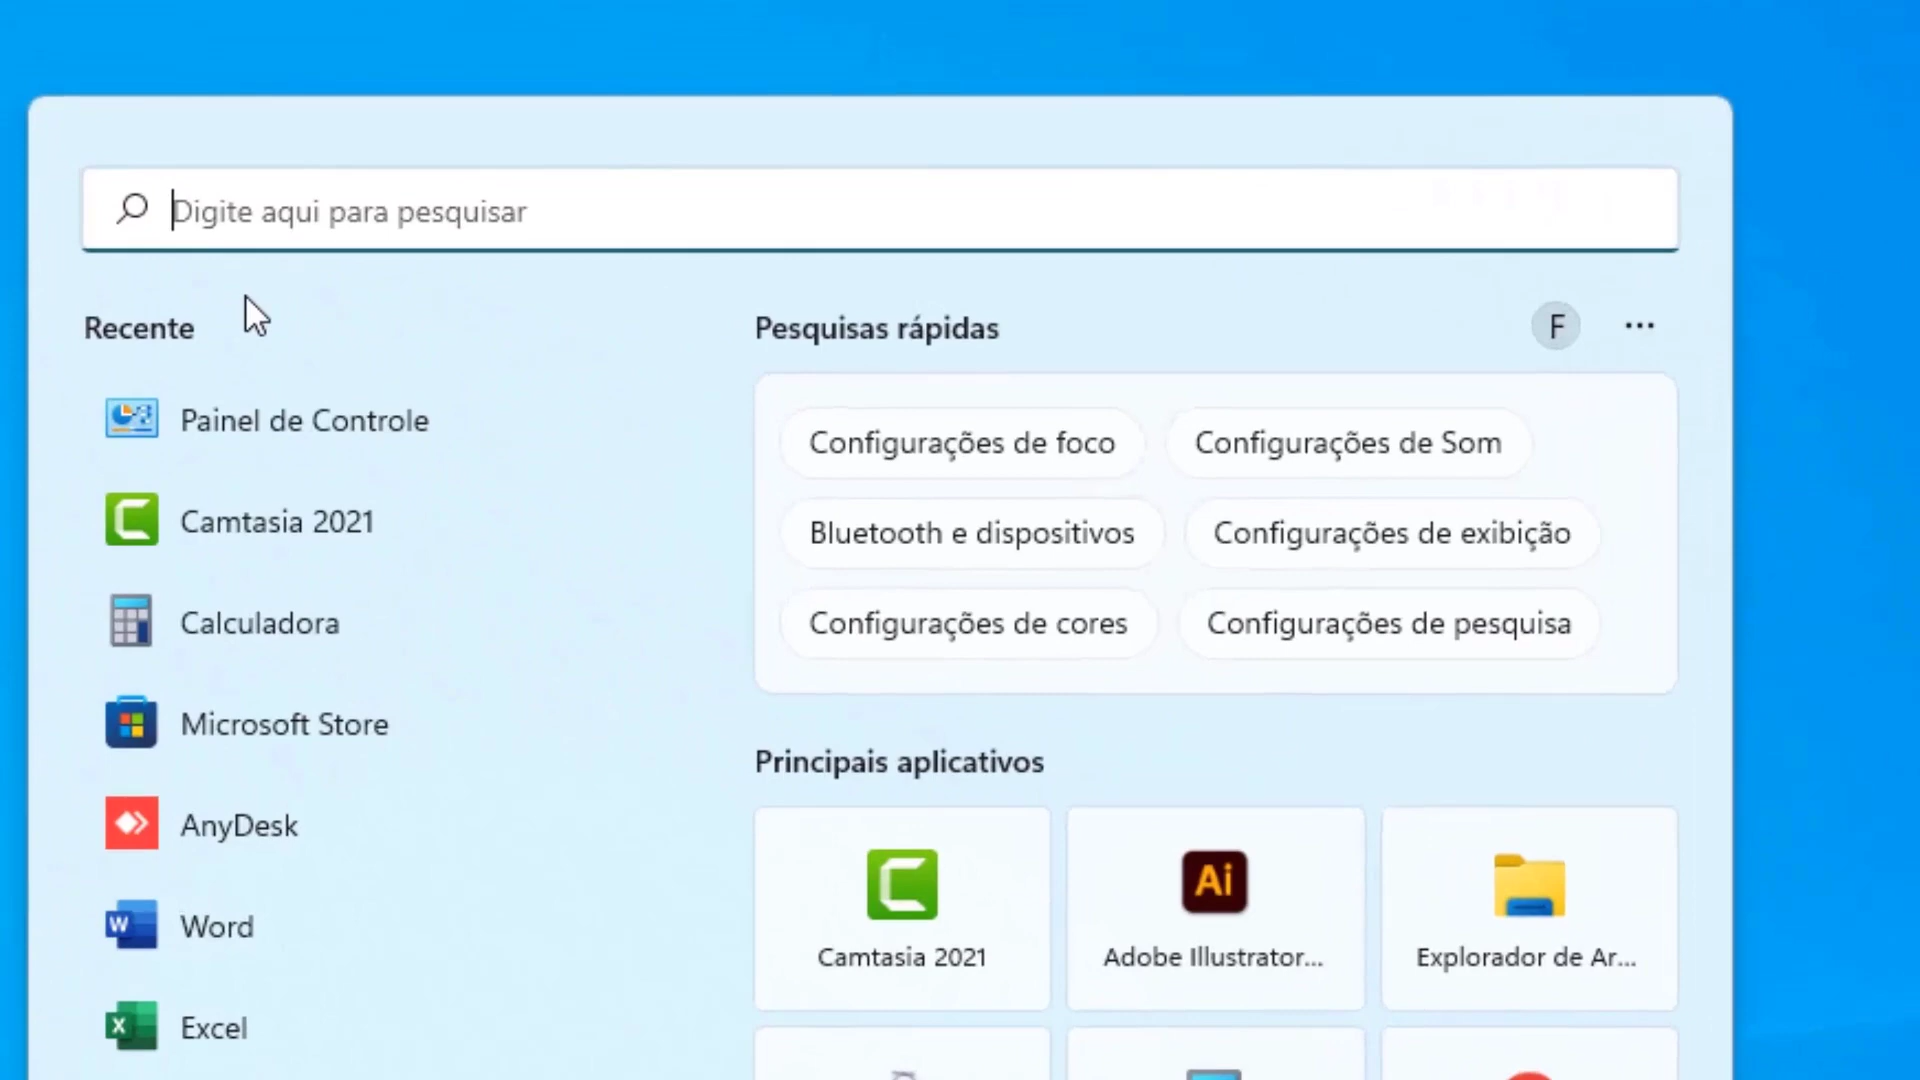 Digite aqui para pesquisar
Recente
Painel de Controle
Camtasia 2021
Calculadora
Microsoft Store
AnyDesk
Word
Excel
Pesquisas rápidas
F
Configurações de foco
Configurações de Som
Bluetooth e dispositivos
Configurações de exibição
Configurações de cores
Configurações de pesquisa
Principais aplicativos
Ai
Camtasia 2021
Adobe Illustrator...
Explorador de Ar...